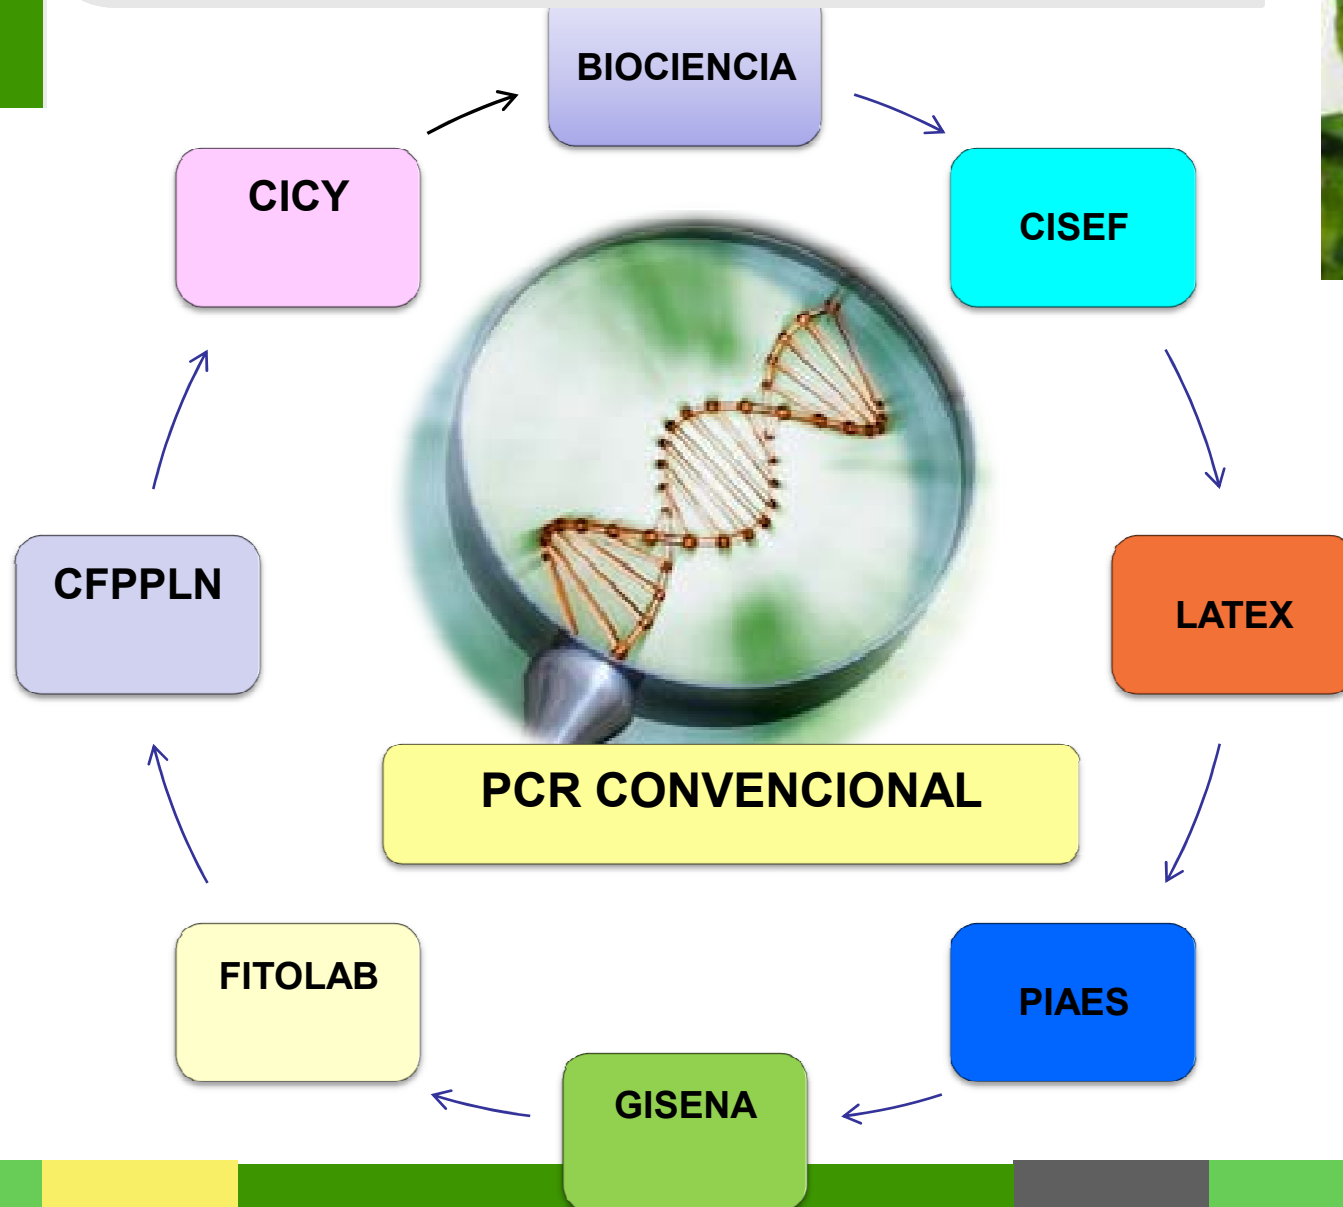 BIOCIENCIA
CICY
CISEF
CFPPLN
LATEX
PCR CONVENCIONAL
FITOLAB
PIAES
GISENA